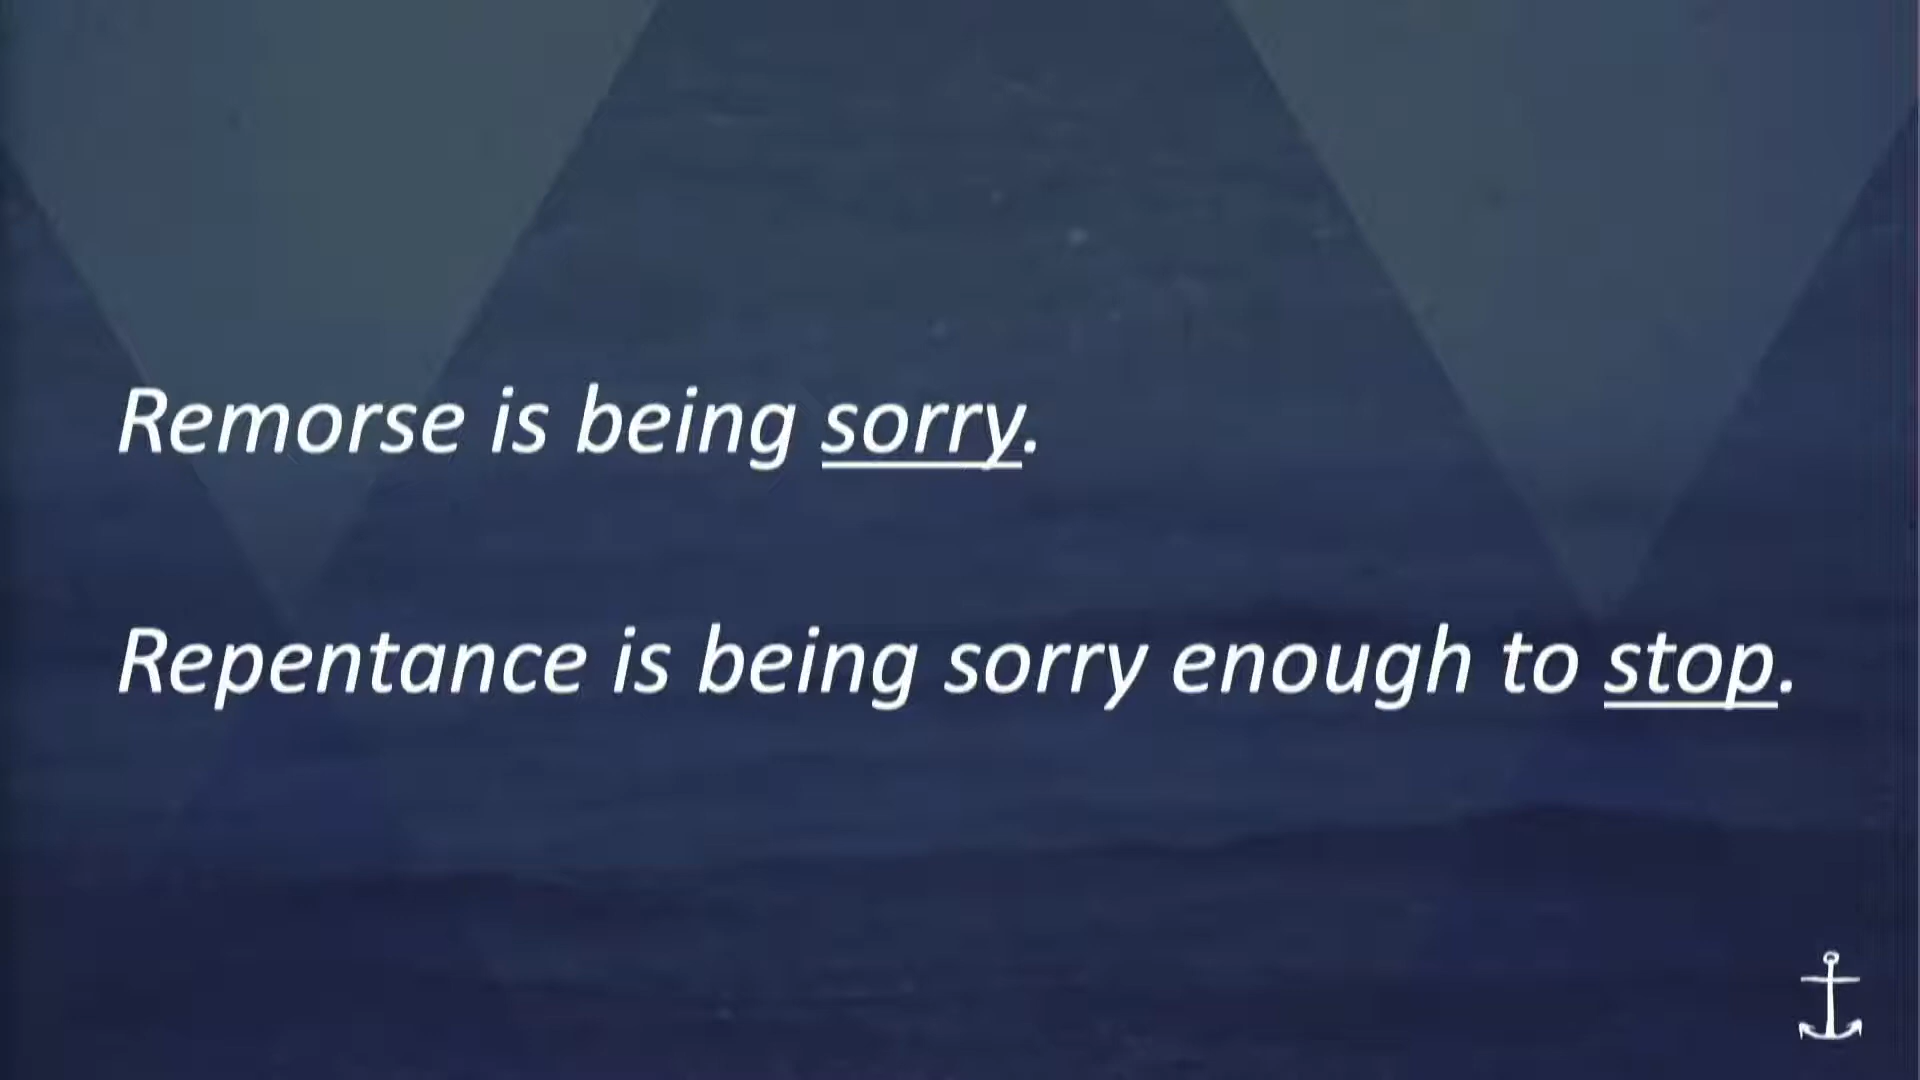 Remorse is being sorry.
Repentance is being sorry enough to stop.